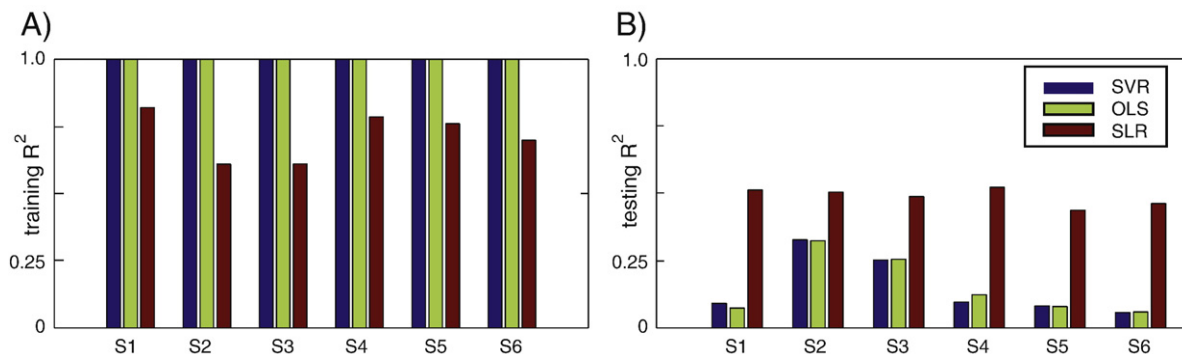 A)
training R²
1.0
0.25
0
S1 S2 S3 S4 S5 S6
B)
testing R²
1.0
0.25
0
SVR
OLS
SLR
S1 S2 S3 S4 S5 S6